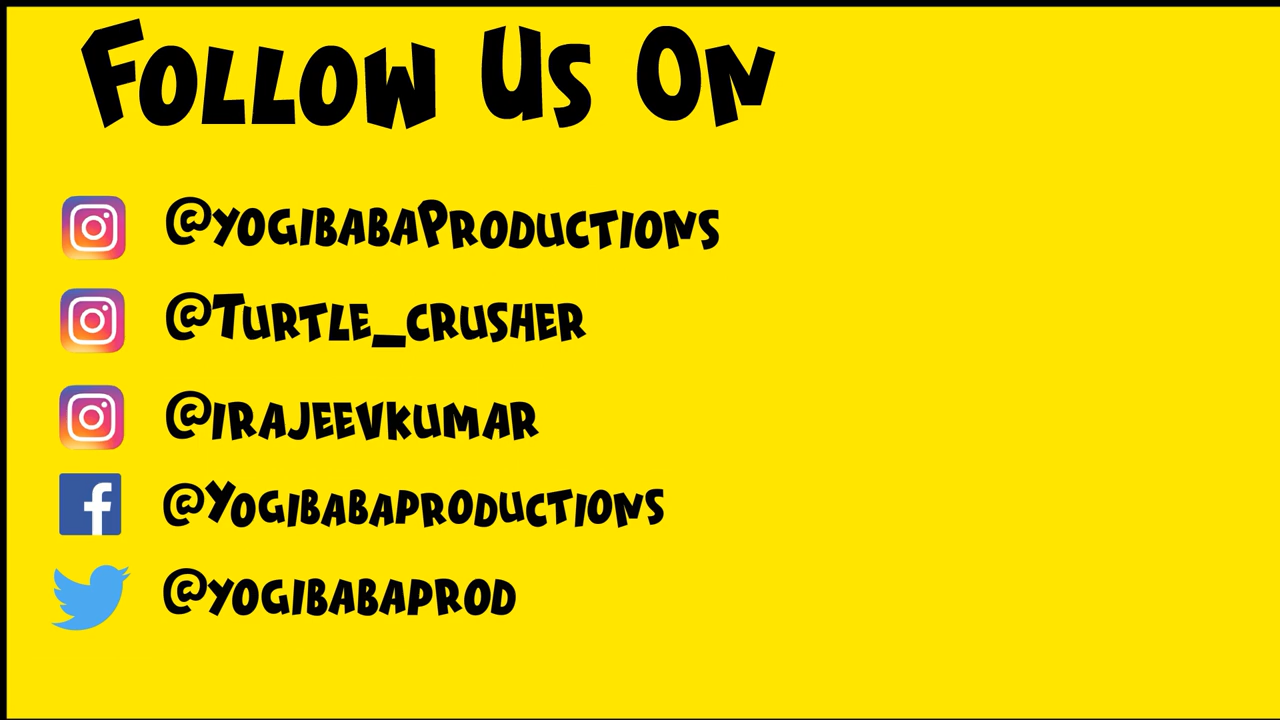 Follow Us On
@yogibabaProductions
@Turtle_crusher
@irajeevkumar
@Yogibabaproductions
@yogibabaprod